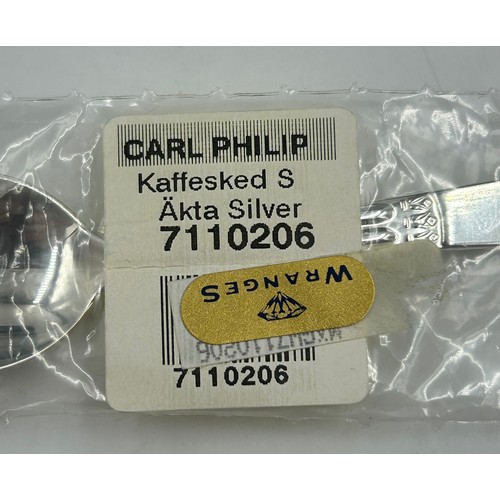 CARL PHILIP
Kaffesked S
Äkta Silver
7110206
WRANGES
7110206